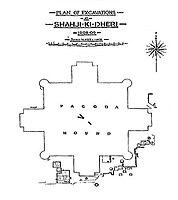 PLAN OF EXCAVATIONS
AT
SHAHJI-KI-DHERI
1908-09
PAGODA
MOUND